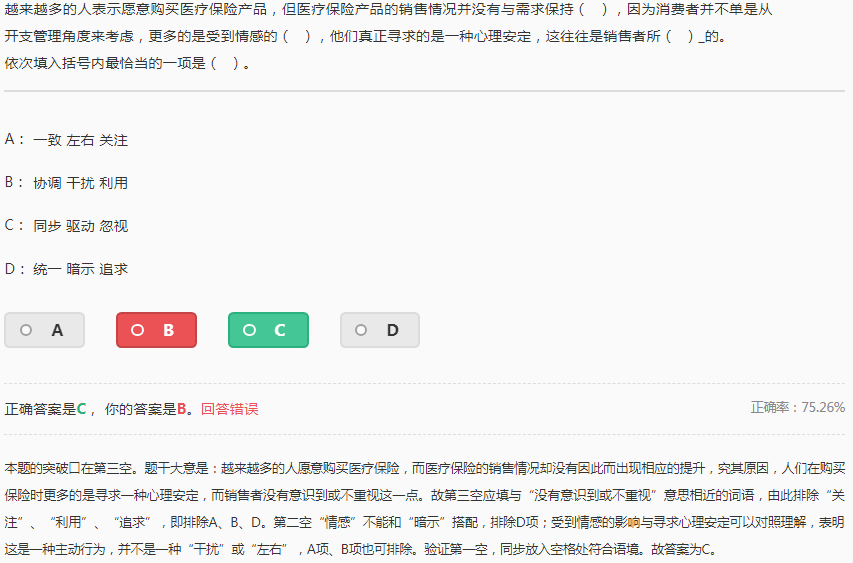 越来越多的人表示愿意购买医疗保险产品，但医疗保险产品的销售情况并没有与需求保持（　），因为消费者并不单是从
开支管理角度来考虑，更多的是受到情感的（　），他们真正寻求的是一种心理安定，这往往是销售者所（　）_的。
依次填入括号内最恰当的一项是（　）。
A： 一致 左右 关注
B： 协调 干扰 利用
C： 同步 驱动 忽视
D： 统一 暗示 追求
A B C D
正确答案是C， 你的答案是B。回答错误 正确率：75.26%
本题的突破口在第三空。题干大意是：越来越多的人愿意购买医疗保险，而医疗保险的销售情况却没有因此而出现相应的提升，究其原因，人们在购买
保险时更多的是寻求一种心理安定，而销售者没有意识到或不重视这一点。故第三空应填与“没有意识到或不重视”意思相近的词语，由此排除“关
注”、“利用”、“追求”，即排除A、B、D。第二空“情感”不能和“暗示”搭配，排除D项；受到情感的影响与寻求心理安定可以对照理解，表明
这是一种主动行为，并不是一种“干扰”或“左右”，A项、B项也可排除。验证第一空，同步放入空格处符合语境。故答案为C。